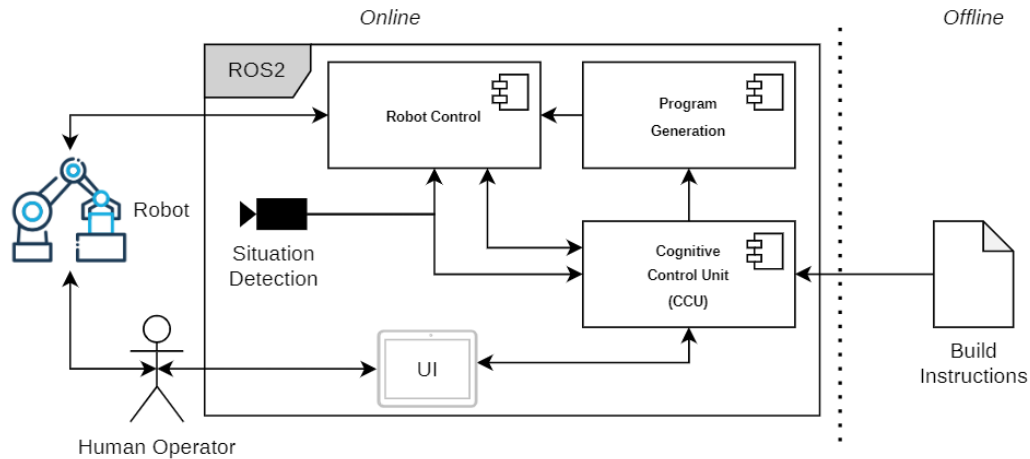 Online
Offline
ROS2
Robot Control
Program
Generation
Robot
Situation
Detection
Cognitive
Control Unit
(CCU)
UI
Build
Instructions
Human Operator